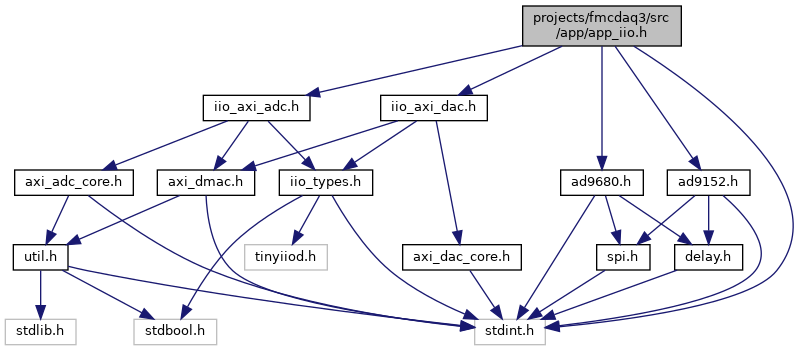 projects/fmcdaq3/src
/app/app_iio.h
iio_axi_adc.h
iio_axi_dac.h
axi_adc_core.h
axi_dmac.h
iio_types.h
ad9680.h
ad9152.h
util.h
tinyiiod.h
axi_dac_core.h
spi.h
delay.h
stdlib.h
stdbool.h
stdint.h